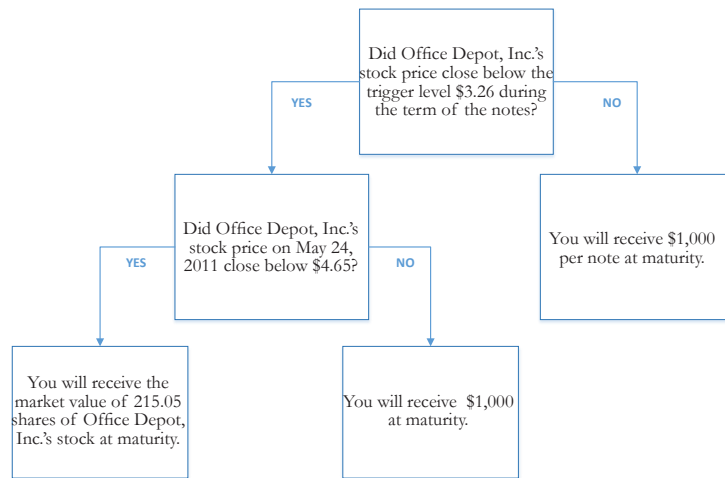 Did Office Depot, Inc.'s
stock price close below the
trigger level $3.26 during
the term of the notes?
YES
NO
Did Office Depot, Inc.'s
stock price on May 24,
2011 close below $4.65?
You will receive $1,000
per note at maturity.
YES
NO
You will receive the
market value of 215.05
shares of Office Depot,
Inc.'s stock at maturity.
You will receive $1,000
at maturity.